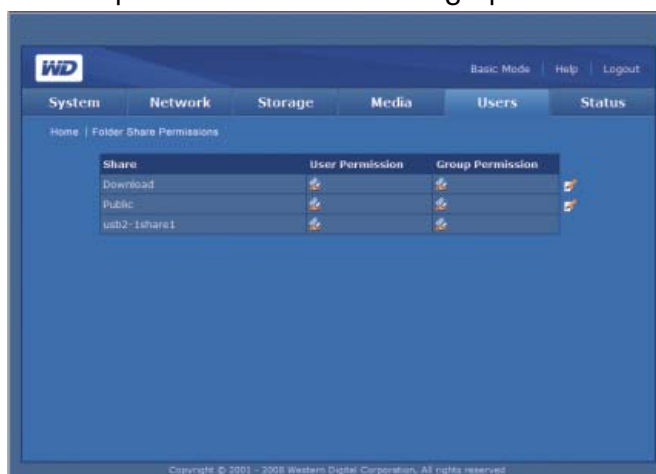 WD
Basic Mode | Help | Logout
System Network Storage Media Users Status
Home | Folder Share Permissions
Share User Permission Group Permission
Download
Public
usb2-1share1
Copyright © 2001 - 2008 Western Digital Corporation. All rights reserved